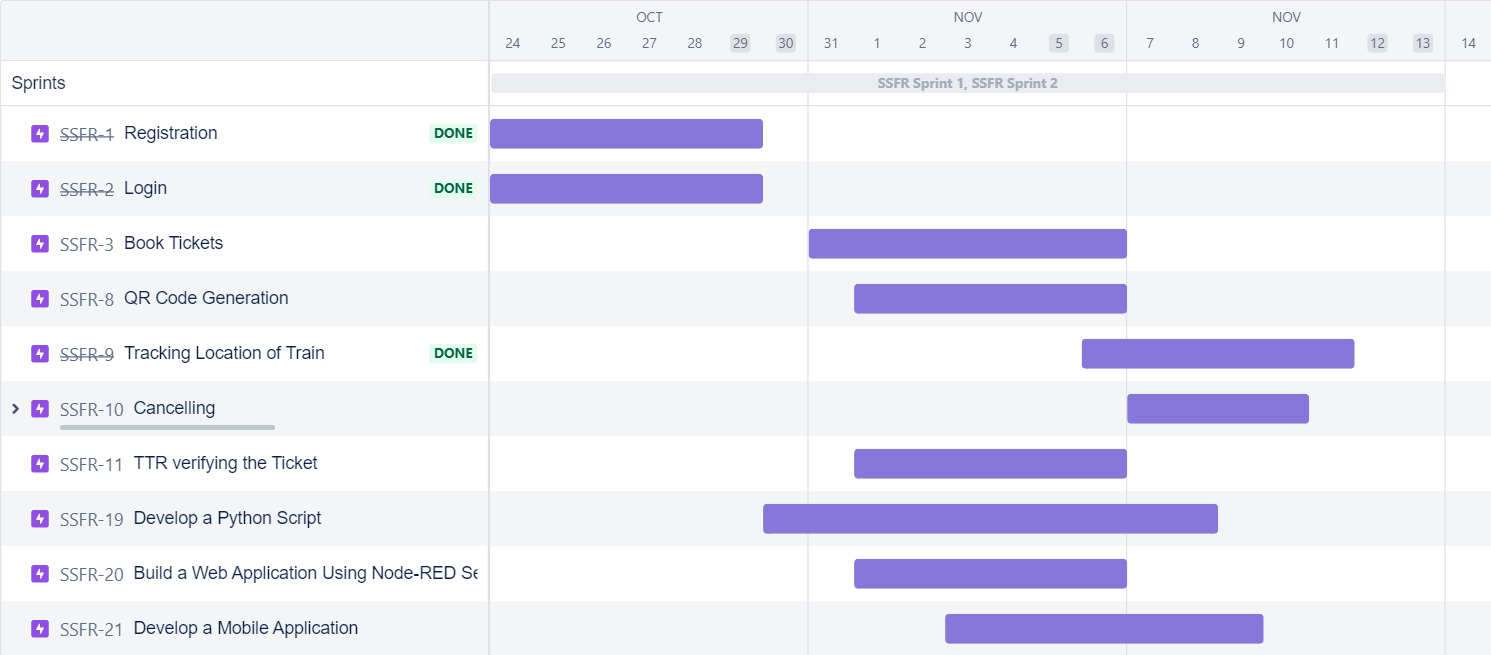 OCT NOV NOV
24 25 26 27 28 29 30 31 1 2 3 4 5 6 7 8 9 10 11 12 13 14
Sprints SSFR Sprint 1, SSFR Sprint 2
SSFR-1 Registration DONE
SSFR-2 Login DONE
SSFR-3 Book Tickets
SSFR-8 QR Code Generation
SSFR-9 Tracking Location of Train DONE
SSFR-10 Cancelling
SSFR-11 TTR verifying the Ticket
SSFR-19 Develop a Python Script
SSFR-20 Build a Web Application Using Node-RED Se
SSFR-21 Develop a Mobile Application